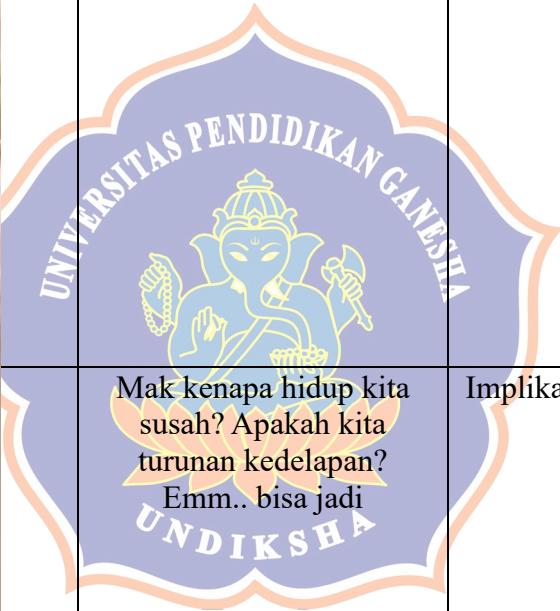 UNIVERSITAS PENDIDIKAN GANESHA
Mak kenapa hidup kita
susah? Apakah kita
turunan kedelapan?
Emm.. bisa jadi
Implika
UNDIKSHA